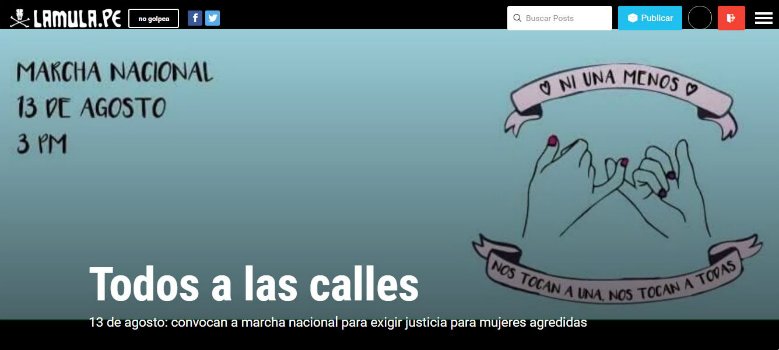 LAMULA.PE
no golpea
Buscar Posts
Publicar
MARCHA NACIONAL
13 DE AGOSTO
3 PM
NI UNA MENOS
NOS TOCAN A UNA, NOS TOCAN A TODAS
Todos a las calles
13 de agosto: convocan a marcha nacional para exigir justicia para mujeres agredidas